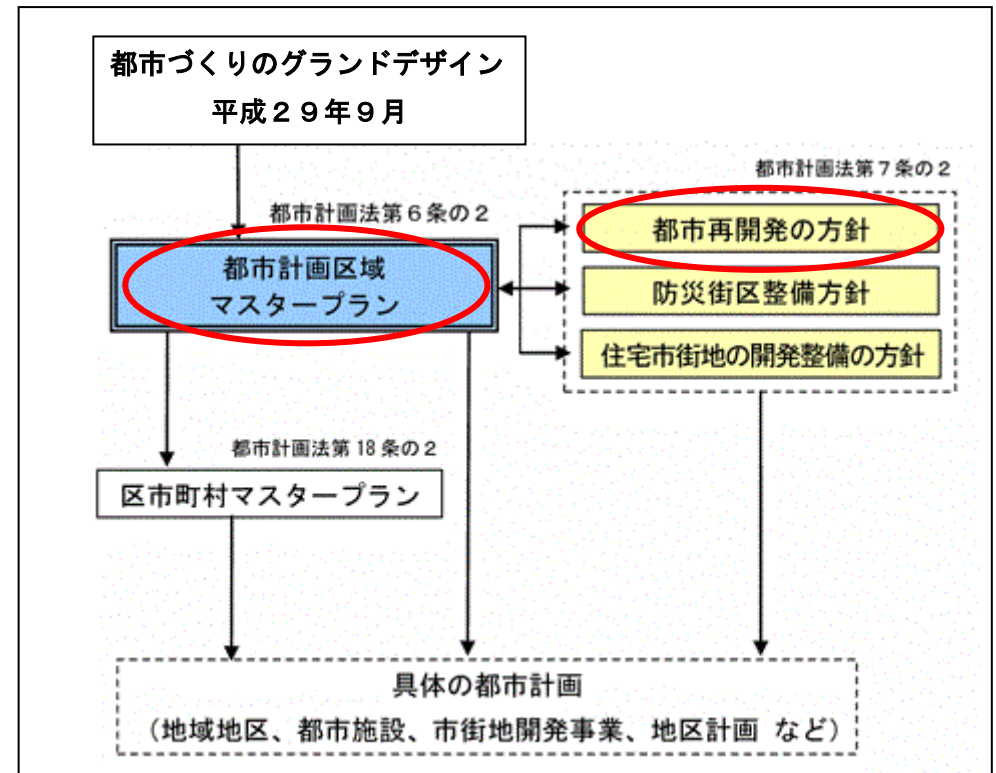 都市づくりのグランドデザイン
平成２９年９月
都市計画法第７条の２
都市計画法第６条の２
都市再開発の方針
都市計画区域
マスタープラン
防災街区整備方針
住宅市街地の開発整備の方針
都市計画法第18条の２
区市町村マスタープラン
具体の都市計画
（地域地区、都市施設、市街地開発事業、地区計画 など）